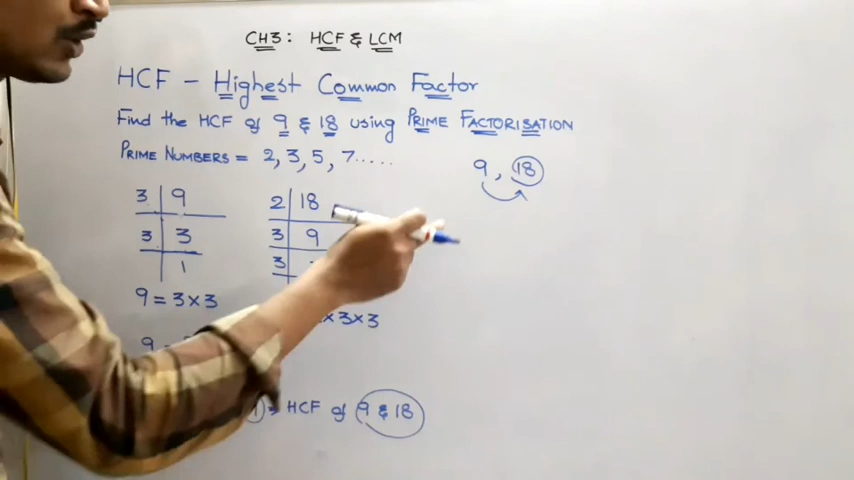 CH3: HCF & LCM
HCF - Highest Common Factor
Find the HCF of 9 & 18 using PRIME FACTORISATION
PRIME NUMBERS = 2, 3, 5, 7.....
9, 18
3 | 9
3 | 3
1
9 = 3×3
2 | 18
3 | 9
3
×3×3
9
HCF of 9 & 18